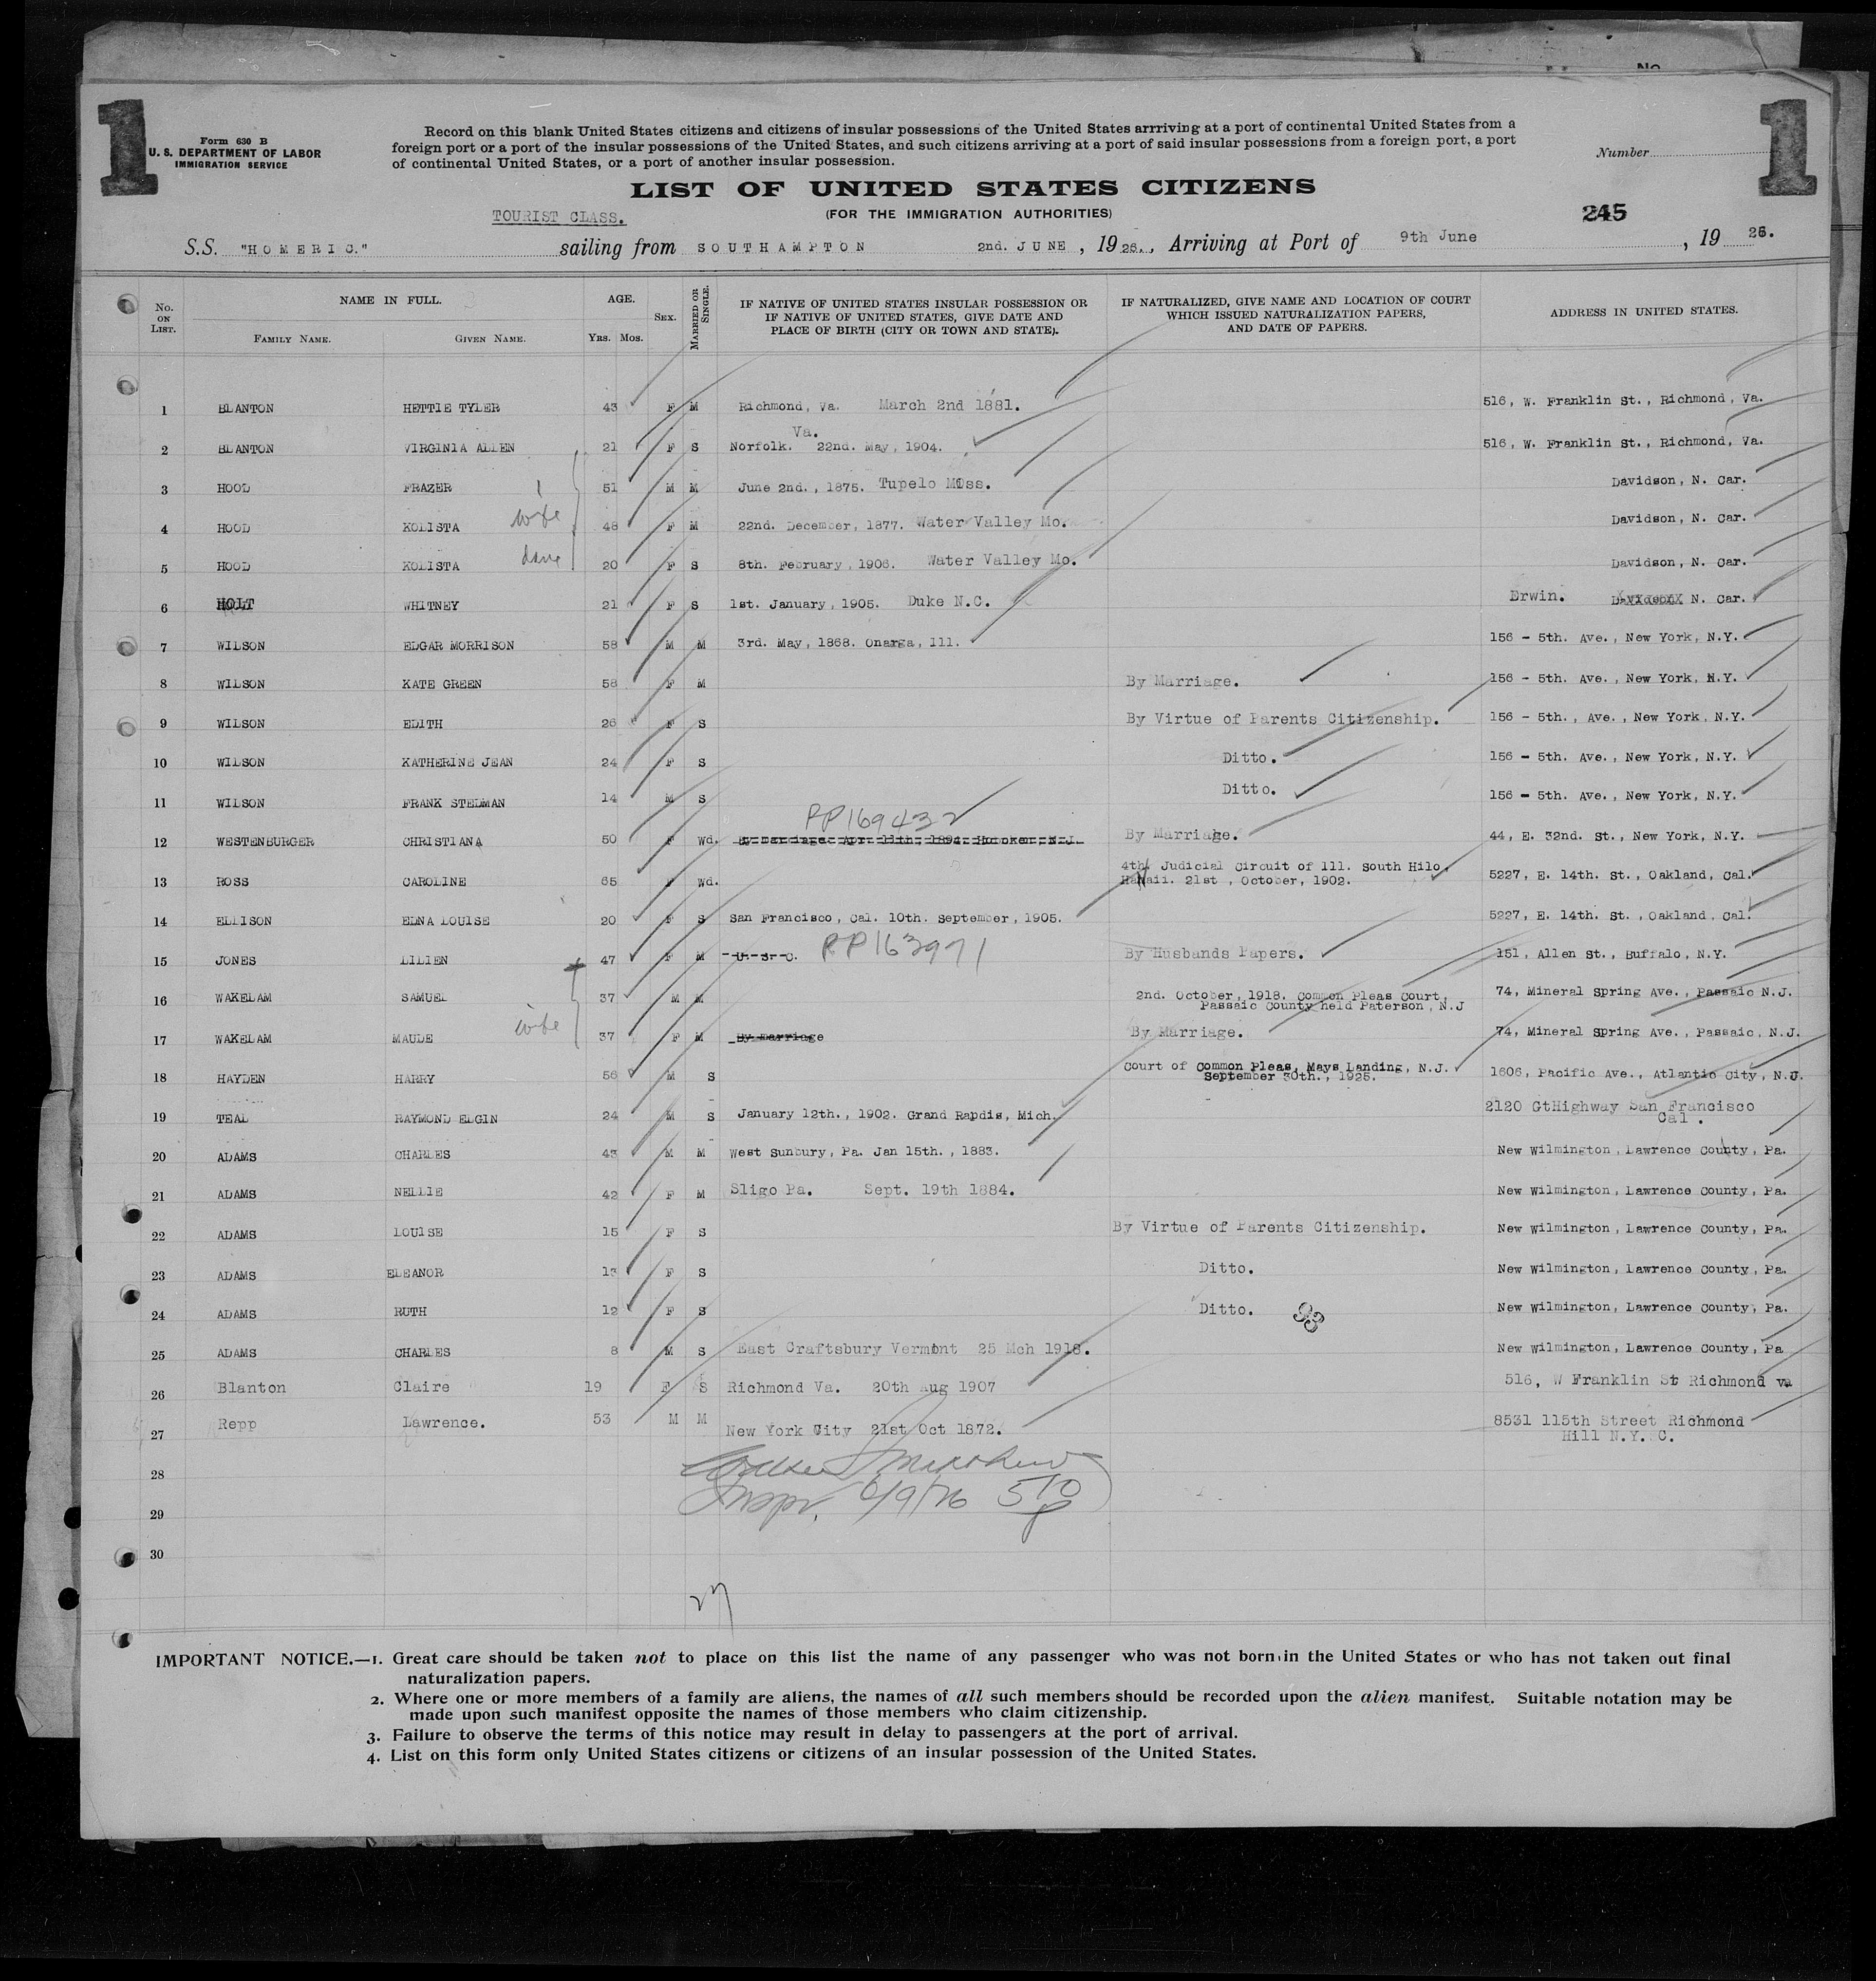 No
1
1
Form 630 B
U. S. DEPARTMENT OF LABOR
IMMIGRATION SERVICE
Record on this blank United States citizens and citizens of insular possessions of the United States arrriving at a port of continental United States from a
foreign port or a port of the insular possessions of the United States, and such citizens arriving at a port of said insular possessions from a foreign port, a port
of continental United States, or a port of another insular possession.
Number
LIST OF UNITED STATES CITIZENS
TOURIST CLASS.
(FOR THE IMMIGRATION AUTHORITIES)
245
S.S. "HOMERIC." sailing from SOUTHAMPTON 2nd. JUNE, 1926., Arriving at Port of 9th June, 1926.
No. ON LIST. NAME IN FULL. AGE. SEX. MARRIED OR SINGLE. IF NATIVE OF UNITED STATES INSULAR POSSESSION OR IF NATIVE OF UNITED STATES, GIVE DATE AND PLACE OF BIRTH (CITY OR TOWN AND STATE). IF NATURALIZED, GIVE NAME AND LOCATION OF COURT WHICH ISSUED NATURALIZATION PAPERS, AND DATE OF PAPERS. ADDRESS IN UNITED STATES.
FAMILY NAME. GIVEN NAME. YRS. MOS.
1 BLANTON HETTIE TYLER 43 F M Richmond, Va. March 2nd 1881. 516, W. Franklin St., Richmond, Va.
Va.
2 BLANTON VIRGINIA ALLEN 21 F S Norfolk. 22nd. May, 1904. 516, W. Franklin St., Richmond, Va.
3 HOOD FRAZER 51 M M June 2nd., 1875. Tupelo Miss. Davidson, N. Car.
4 HOOD KOLISTA wife 48 F M 22nd. December, 1877. Water Valley Mo. Davidson, N. Car.
5 HOOD KOLISTA 20 F S 8th. February, 1906. Water Valley Mo. Davidson, N. Car.
6 HOLT WHITNEY 21 F S 1st. January, 1905. Duke N.C. Erwin. Davidson N. Car.
7 WILSON EDGAR MORRISON 58 M M 3rd. May, 1868. Onarga, Ill. 156 - 5th. Ave., New York, N.Y.
8 WILSON KATE GREEN 58 F M By Marriage. 156 - 5th. Ave., New York, N.Y.
9 WILSON EDITH 26 F S By Virtue of Parents Citizenship. 156 - 5th., Ave., New York, N.Y.
10 WILSON KATHERINE JEAN 24 F S Ditto. 156 - 5th. Ave., New York, N.Y.
11 WILSON FRANK STELMAN 14 M S Ditto. 156 - 5th. Ave., New York, N.Y.
PP169432
12 WESTENBURGER CHRISTIANA 50 F Wd. By marriage. Apr. 15th, 1894. Hoboken, N.J. By Marriage. 44, E. 32nd. St., New York, N.Y.
13 ROSS CAROLINE 65 F Wd. 4th Judicial Circuit of Ill. South Hilo, Hawaii. 21st, October, 1902. 5227, E. 14th. St., Oakland, Cal.
14 ELLISON EDNA LOUISE 20 F S San Francisco, Cal. 10th. September, 1905. 5227, E. 14th. St., Oakland, Cal.
15 JONES LILIEN 47 F M U. S. C. PP163971 By Husbands Papers. 151, Allen St., Buffalo, N.Y.
16 WAKELAM SAMUEL 37 M M 2nd. October, 1918. Common Pleas Court, Passaic County held Paterson, N.J 74, Mineral Spring Ave., Passaic N.J.
17 WAKELAM MAUDE wife 37 F M By marriage By Marriage. 74, Mineral Spring Ave., Passaic, N.J.
18 HAYDEN HARRY 56 M S Court of Common Pleas, Mays Landing, N.J. September 30th., 1925. 1606, Pacific Ave., Atlantic City, N.J.
19 TEAL RAYMOND ELGIN 24 M S January 12th., 1902. Grand Rapdis, Mich. 2120 GtHighway San Francisco Cal.
20 ADAMS CHARLES 43 M M West Sunbury, Pa. Jan 15th., 1883. New Wilmington, Lawrence County, Pa.
21 ADAMS NELLIE 42 F M Sligo Pa. Sept. 19th 1884. New Wilmington, Lawrence County, Pa.
22 ADAMS LOUISE 15 F S By Virtue of Parents Citizenship. New Wilmington, Lawrence County, Pa.
23 ADAMS ELEANOR 13 F S Ditto. New Wilmington, Lawrence County, Pa.
24 ADAMS RUTH 12 F S Ditto. New Wilmington, Lawrence County, Pa.
25 ADAMS CHARLES 8 M S East Craftsbury Vermont 25 Mch 1918. New Wilmington, Lawrence County, Pa
26 Blanton Claire 19 F S Richmond Va. 20th Aug 1907 516, W Franklin St Richmond va
27 Repp Lawrence. 53 M M New York City 21st Oct 1872. 8531 115th Street Richmond Hill N.Y. C.
28
Inspr. 6/9/26 510 p
29
30
27
IMPORTANT NOTICE.—1. Great care should be taken not to place on this list the name of any passenger who was not born in the United States or who has not taken out final
naturalization papers.
2. Where one or more members of a family are aliens, the names of all such members should be recorded upon the alien manifest. Suitable notation may be
made upon such manifest opposite the names of those members who claim citizenship.
3. Failure to observe the terms of this notice may result in delay to passengers at the port of arrival.
4. List on this form only United States citizens or citizens of an insular possession of the United States.